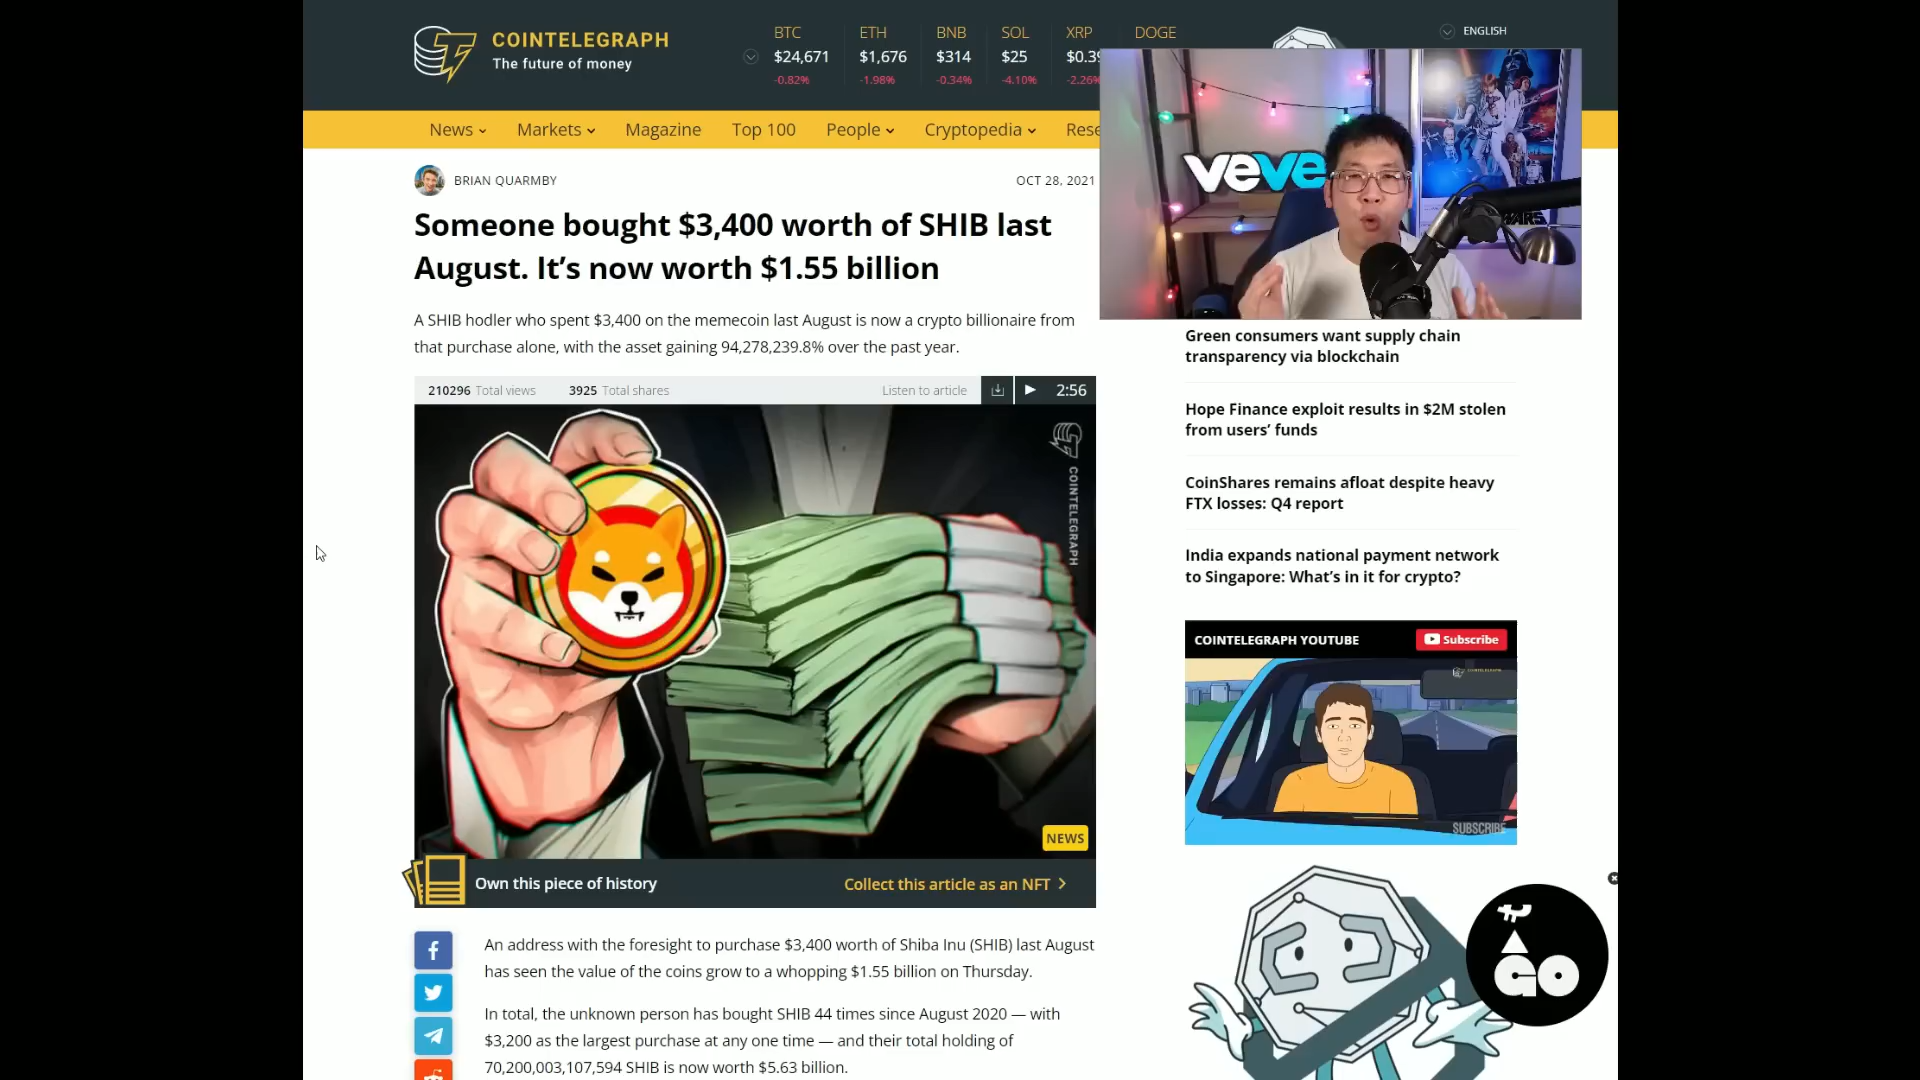 COINTELEGRAPH
The future of money
BTC
$24,671
-0.82%
ETH
$1,676
-1.98%
BNB
$314
-0.34%
SOL
$25
-4.10%
XRP
-2.26%
DOGE
ENGLISH
News
Markets
Magazine
Top 100
People
Cryptopedia
BRIAN QUARMBY
OCT 28, 2021
veve
WARS
Someone bought $3,400 worth of SHIB last
August. It’s now worth $1.55 billion
A SHIB hodler who spent $3,400 on the memecoin last August is now a crypto billionaire from
that purchase alone, with the asset gaining 94,278,239.8% over the past year.
210296 Total views
3925 Total shares
Listen to article
2:56
COINTELEGRAPH
NEWS
Own this piece of history
Collect this article as an NFT
An address with the foresight to purchase $3,400 worth of Shiba Inu (SHIB) last August
has seen the value of the coins grow to a whopping $1.55 billion on Thursday.
In total, the unknown person has bought SHIB 44 times since August 2020 — with
$3,200 as the largest purchase at any one time — and their total holding of
70,200,003,107,594 SHIB is now worth $5.63 billion.
Green consumers want supply chain
transparency via blockchain
Hope Finance exploit results in $2M stolen
from users’ funds
CoinShares remains afloat despite heavy
FTX losses: Q4 report
India expands national payment network
to Singapore: What’s in it for crypto?
COINTELEGRAPH YOUTUBE
Subscribe
SUBSCRIBE
GO